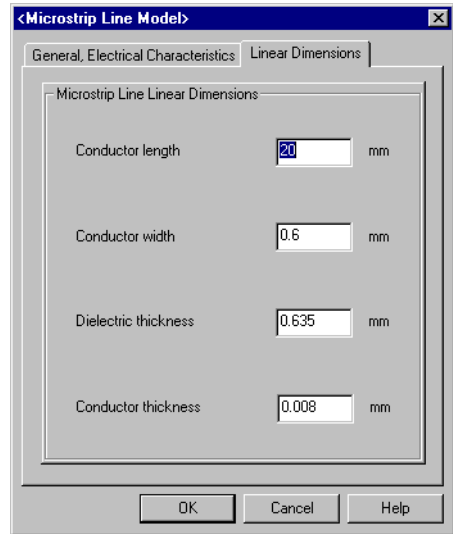 <Microstrip Line Model>
General, Electrical Characteristics Linear Dimensions
Microstrip Line Linear Dimensions
Conductor length 20 mm
Conductor width 0.6 mm
Dielectric thickness 0.635 mm
Conductor thickness 0.008 mm
OK Cancel Help